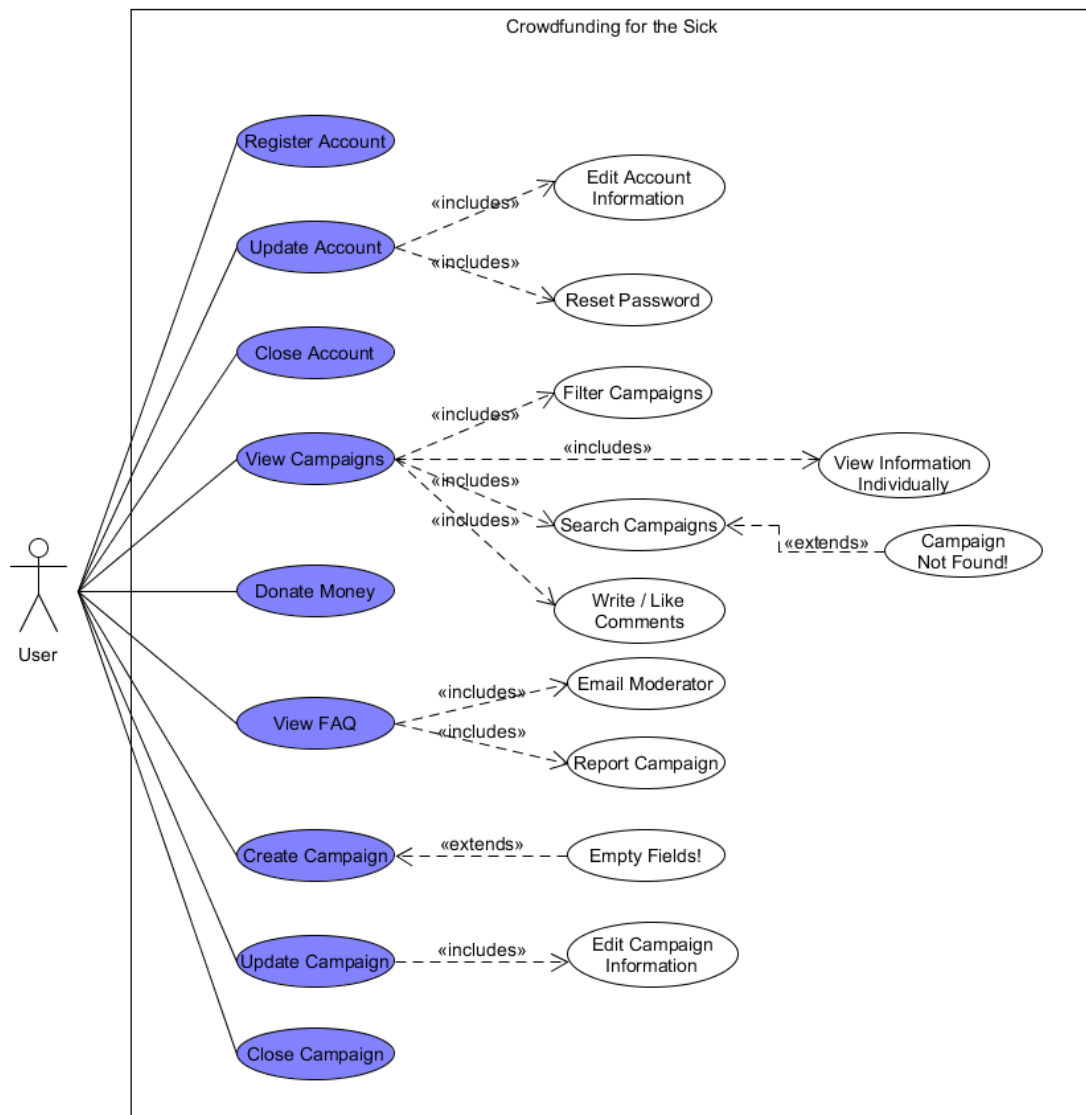 Crowdfunding for the Sick
Register Account
Edit Account
Information
«includes»
Update Account
«includes»
Reset Password
Close Account
Filter Campaigns
«includes»
View Campaigns
«includes»
View Information
Individually
«includes»
Search Campaigns
«includes»
«extends»
Campaign
Not Found!
Donate Money
Write / Like
Comments
User
Email Moderator
«includes»
View FAQ
«includes»
Report Campaign
Create Campaign
«extends»
Empty Fields!
Update Campaign
«includes»
Edit Campaign
Information
Close Campaign